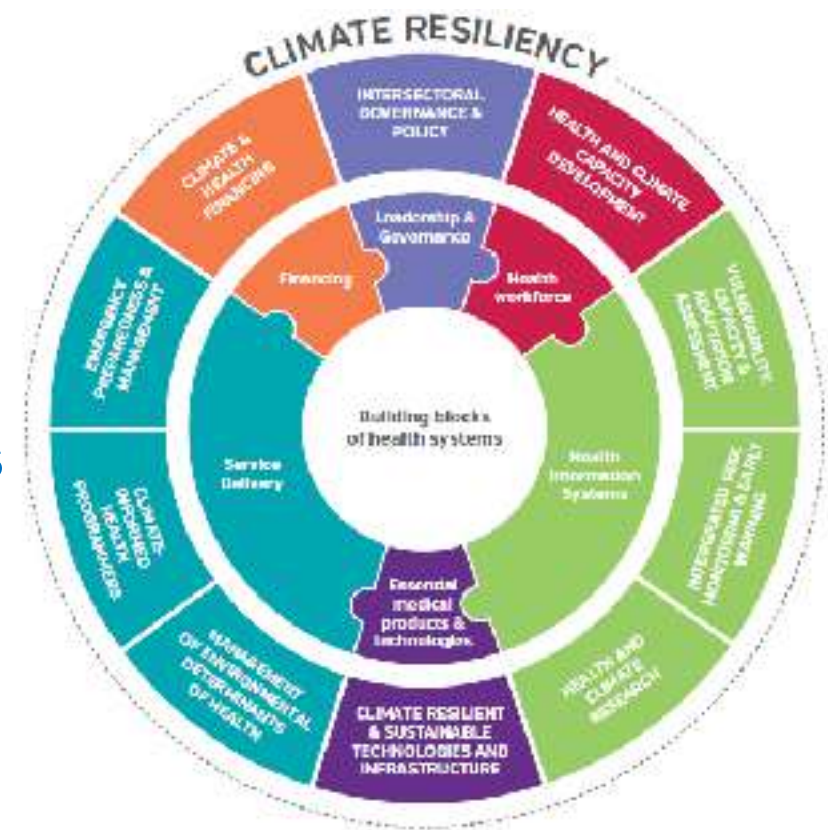 CLIMATE RESILIENCY
INTERSECTORAL
GOVERNANCE &
POLICY
HEALTH AND CLIMATE
CAPACITY
DEVELOPMENT
VULNERABILITY,
CAPACITY &
ADAPTATION
ASSESSMENT
INTEGRATED RISK
MONITORING & EARLY
WARNING
HEALTH AND
CLIMATE
RESEARCH
CLIMATE RESILIENT
& SUSTAINABLE
TECHNOLOGIES AND
INFRASTRUCTURE
MANAGEMENT
OF ENVIRONMENTAL
DETERMINANTS
OF HEALTH
CLIMATE-
INFORMED
HEALTH
PROGRAMMES
EMERGENCY
PREPAREDNESS &
MANAGEMENT
CLIMATE &
HEALTH
FINANCING
Leadership &
Governance
Health
workforce
Health
Information
Systems
Essential
medical
products &
technologies
Service
Delivery
Financing
Building blocks
of health systems